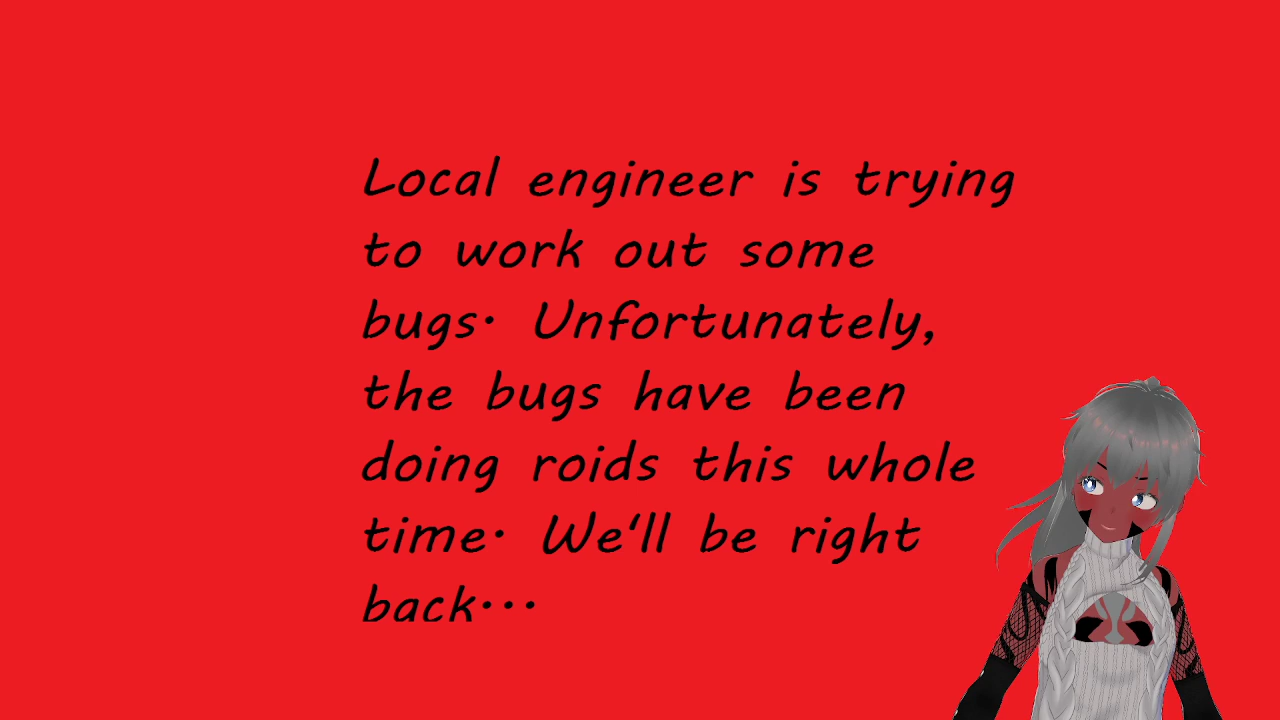 Local engineer is trying
to work out some
bugs. Unfortunately,
the bugs have been
doing roids this whole
time. We'll be right
back...